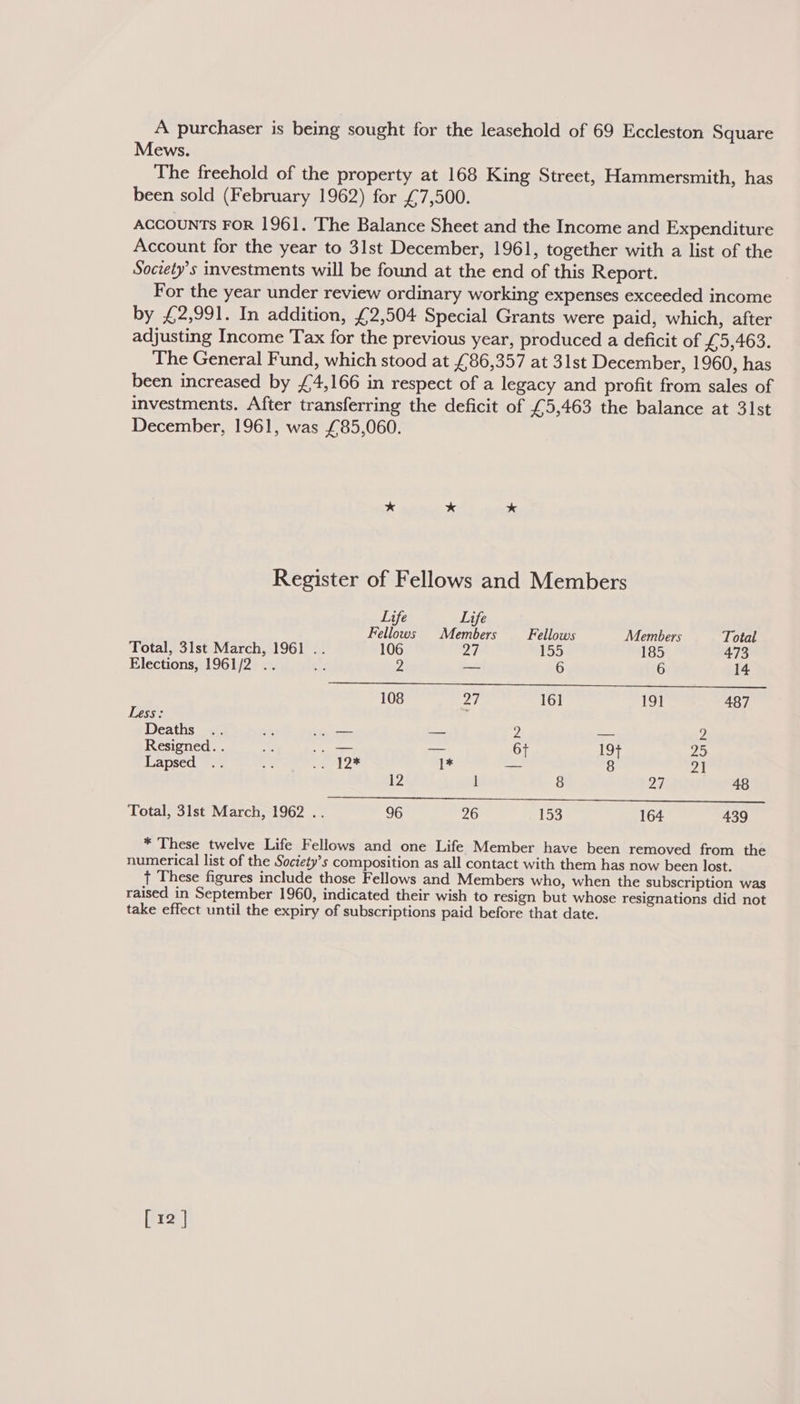 A purchaser is being sought for the leasehold of 69 Eccleston Square
Mews.
The freehold of the property at 168 King Street, Hammersmith, has
been sold (February 1962) for £7,500.
ACCOUNTS FOR 1961. The Balance Sheet and the Income and Expenditure
Account for the year to 31st December, 1961, together with a list of the
Society's investments will be found at the end of this Report.
For the year under review ordinary working expenses exceeded income
by £2,991. In addition, £2,504 Special Grants were paid, which, after
adjusting Income Tax for the previous year, produced a deficit of £5,463.
The General Fund, which stood at £86,357 at 31st December, 1960, has
been increased by £4,166 in respect of a legacy and profit from sales of
investments. After transferring the deficit of £5,463 the balance at 31st
December, 1961, was £85,060.
★ ★ ★
Register of Fellows and Members
Life Life
Fellows Members Fellows Members Total
Total, 31st March, 1961 .. 106 27 155 185 473
Elections, 1961/2 .. .. 2 — 6 6 14
108 27 161 191 487
Less:
Deaths .. .. .. — — 2 — 2
Resigned. . .. .. — — 6† 19† 25
Lapsed .. .. .. 12* 1* — 8 21
12 1 8 27 48
Total, 31st March, 1962 .. 96 26 153 164 439
* These twelve Life Fellows and one Life Member have been removed from the
numerical list of the Society's composition as all contact with them has now been lost.
† These figures include those Fellows and Members who, when the subscription was
raised in September 1960, indicated their wish to resign but whose resignations did not
take effect until the expiry of subscriptions paid before that date.
[ 12 ]